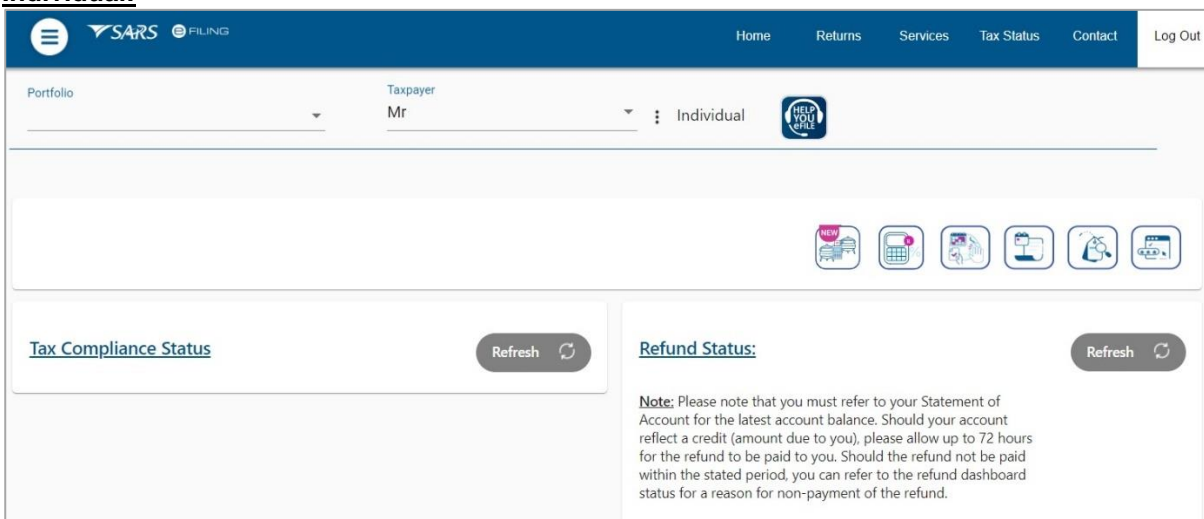 SARS eFILING
Home Returns Services Tax Status Contact Log Out
Portfolio
Taxpayer
Mr
Individual
HELP
YOU
eFILE
NEW
Tax Compliance Status
Refresh
Refund Status:
Refresh
Note: Please note that you must refer to your Statement of
Account for the latest account balance. Should your account
reflect a credit (amount due to you), please allow up to 72 hours
for the refund to be paid to you. Should the refund not be paid
within the stated period, you can refer to the refund dashboard
status for a reason for non-payment of the refund.